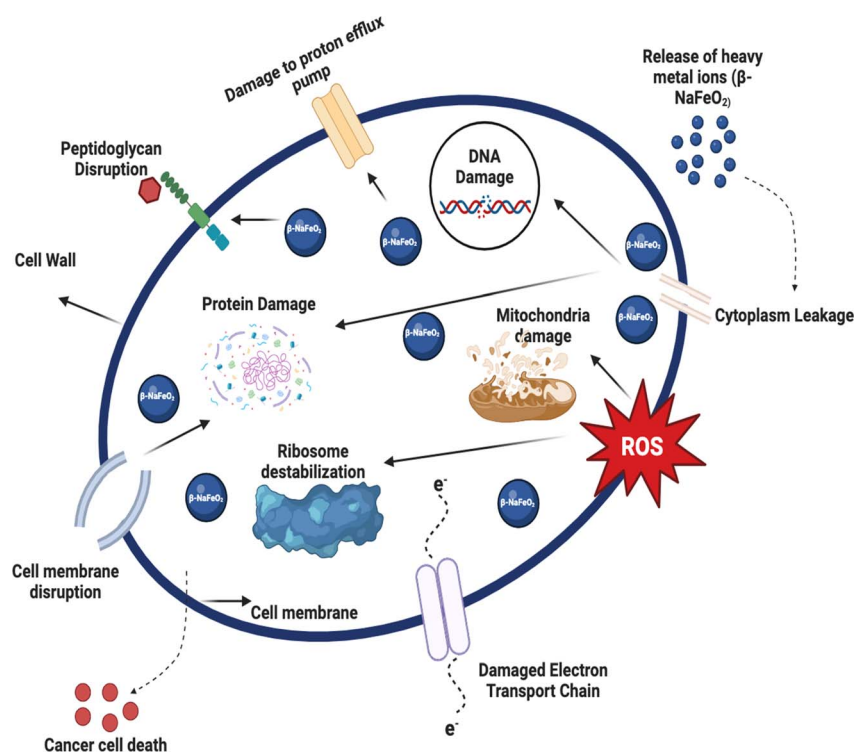 Damage to proton efflux
pump
Release of heavy
metal ions (β-
NaFeO₂)
Peptidoglycan
Disruption
DNA
Damage
β-NaFeO₂
β-NaFeO₂
β-NaFeO₂
Cell Wall
Protein Damage
Mitochondria
damage
β-NaFeO₂
β-NaFeO₂
Cytoplasm Leakage
β-NaFeO₂
ROS
Ribosome
destabilization
e⁻
β-NaFeO₂
β-NaFeO₂
Cell membrane
disruption
Cell membrane
Damaged Electron
Transport Chain
e⁻
Cancer cell death